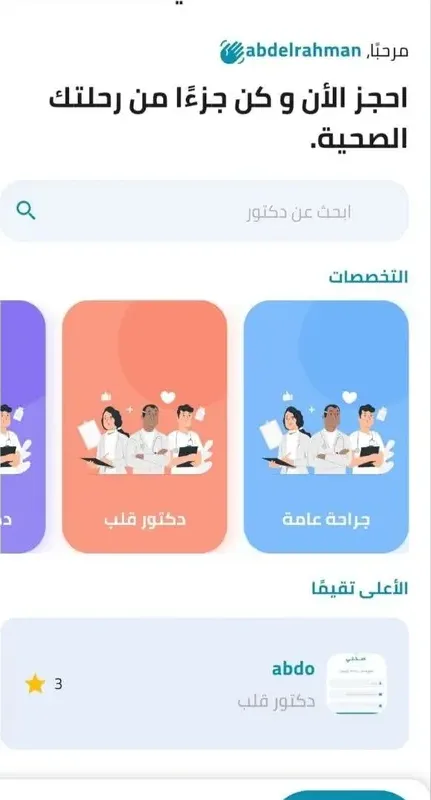 مرحبًا, abdelrahman
احجز الأن و كن جزءًا من رحلتك
الصحية.
ابحث عن دكتور
التخصصات
جراحة عامة
دكتور قلب
الأعلى تقيمًا
abdo
دكتور قلب
3